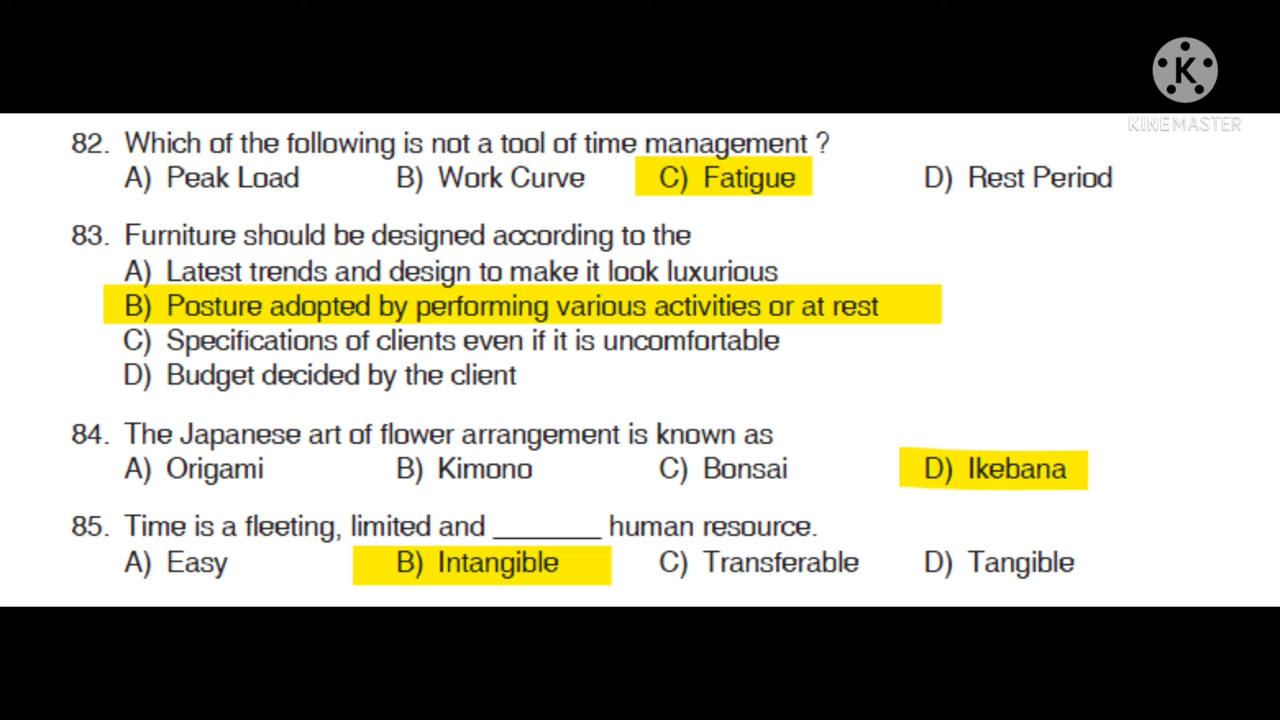 K
KINEMASTER
82. Which of the following is not a tool of time management ?
A) Peak Load B) Work Curve C) Fatigue D) Rest Period
83. Furniture should be designed according to the
A) Latest trends and design to make it look luxurious
B) Posture adopted by performing various activities or at rest
C) Specifications of clients even if it is uncomfortable
D) Budget decided by the client
84. The Japanese art of flower arrangement is known as
A) Origami B) Kimono C) Bonsai D) Ikebana
85. Time is a fleeting, limited and _______ human resource.
A) Easy B) Intangible C) Transferable D) Tangible